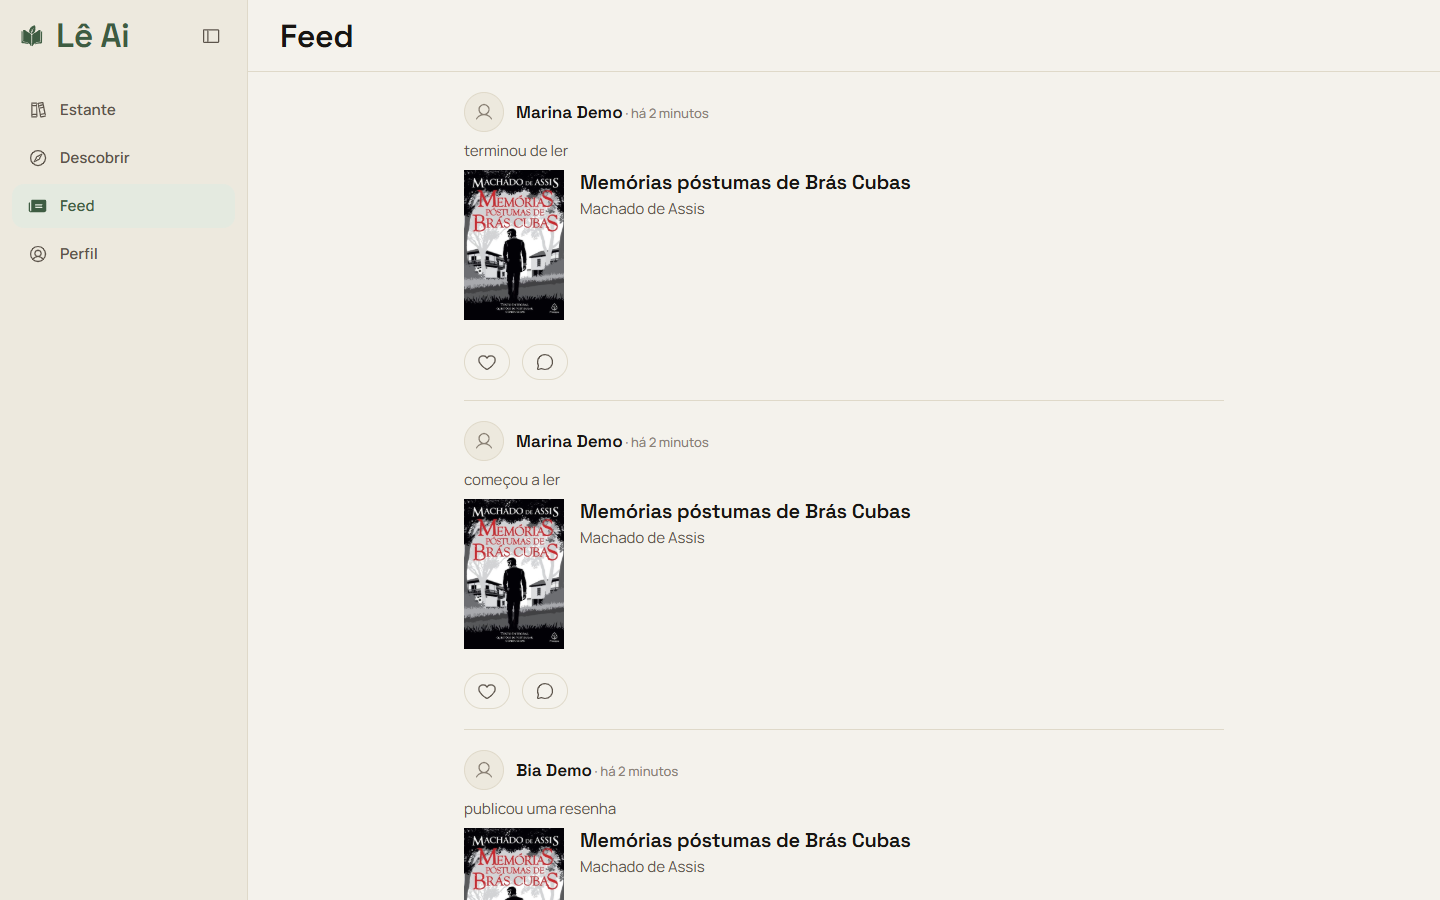 Lê Ai
Feed
Estante
Descobrir
Feed
Perfil
Marina Demo · há 2 minutos
terminou de ler
MACHADO DE ASSIS
MEMÓRIAS
PÓSTUMAS DE
BRÁS CUBAS
Memórias póstumas de Brás Cubas
Machado de Assis
Marina Demo · há 2 minutos
começou a ler
MACHADO DE ASSIS
MEMÓRIAS
PÓSTUMAS DE
BRÁS CUBAS
Memórias póstumas de Brás Cubas
Machado de Assis
Bia Demo · há 2 minutos
publicou uma resenha
MACHADO DE ASSIS
MEMÓRIAS
PÓSTUMAS DE
BRÁS CUBAS
Memórias póstumas de Brás Cubas
Machado de Assis